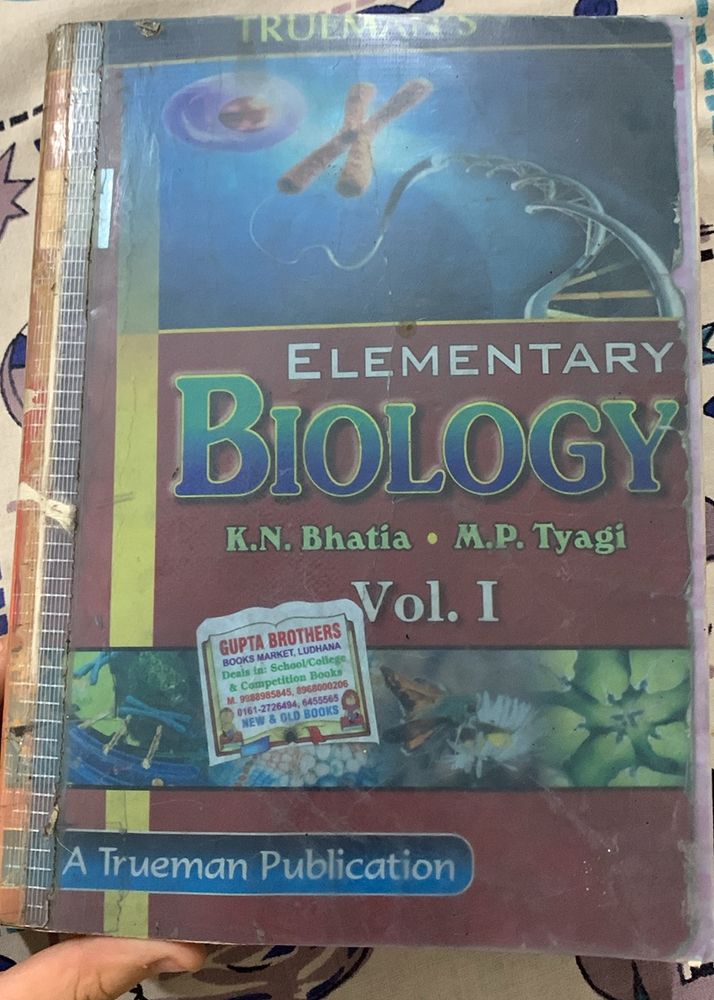 TRUEMAN'S
ELEMENTARY
BIOLOGY
K.N. Bhatia • M.P. Tyagi
Vol. I
GUPTA BROTHERS
BOOKS MARKET, LUDHANA
Deals in: School/College
& Competition Books
M. 9988985845, 8968000206
0161-2726494, 6455565
NEW & OLD BOOKS
A Trueman Publication